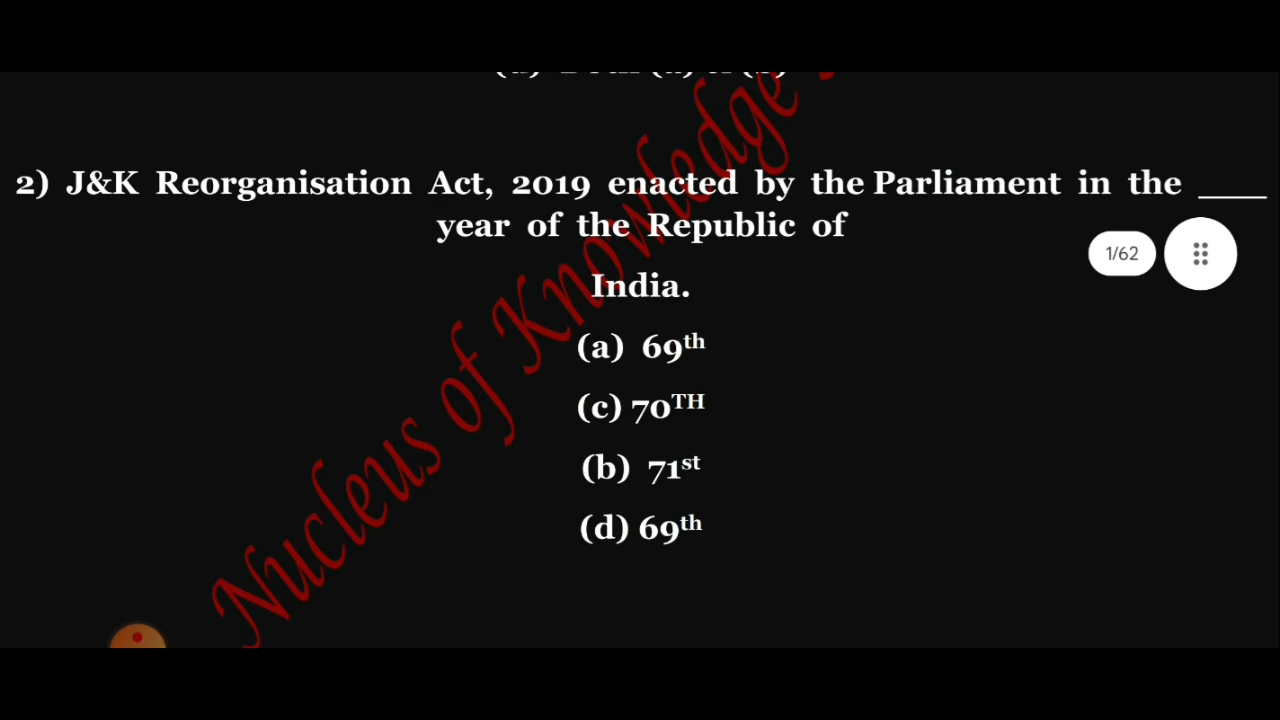 2) J&K Reorganisation Act, 2019 enacted by the Parliament in the ____
year of the Republic of
1/62
India.
(a) 69th
(c) 70TH
(b) 71st
(d) 69th
Nucleus of Knowledge